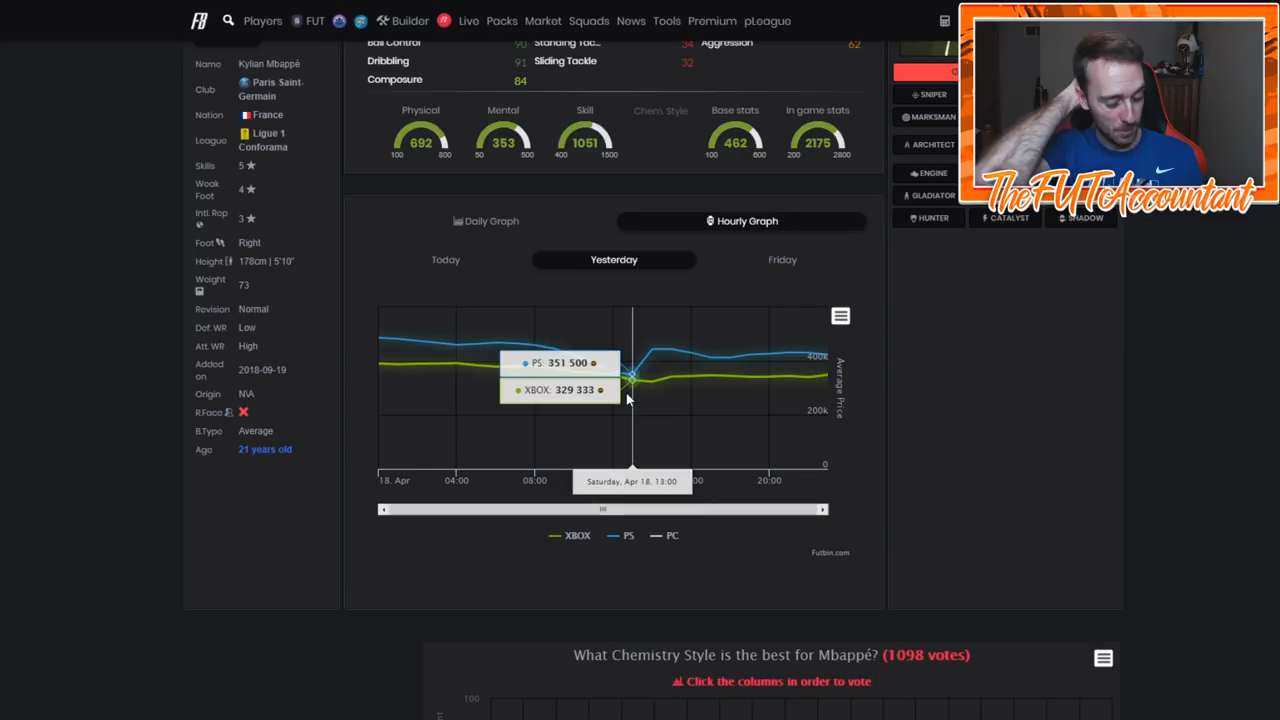 FB Players FUT Builder Live Packs Market Squads News Tools Premium pLeague
Name Kylian Mbappé
Club Paris Saint-Germain
Nation France
League Ligue 1 Conforama
Skills 5
Weak Foot 4
Intl. Rep 3
Foot Right
Height 178cm | 5'10"
Weight 73
Revision Normal
Def. WR Low
Att. WR High
Added on 2018-09-19
Origin N\A
R.Face
B.Type Average
Age 21 years old
Ball Control 90 Standing Tac... 34 Aggression 62
Dribbling 91 Sliding Tackle 32
Composure 84
Physical Mental Skill Chem. Style Base stats In game stats
692 353 1051 462 2175
100 800 50 500 400 1500 100 600 200 2800
SNIPER
MARKSMAN
ARCHITECT
ENGINE
GLADIATOR
HUNTER CATALYST SHADOW
TheFUTAccountant
Daily Graph Hourly Graph
Today Yesterday Friday
PS: 351 500
XBOX: 329 333
400k
200k
0
Average Price
18. Apr 04:00 08:00 Saturday, Apr 18, 13:00 :00 20:00
XBOX PS PC
Futbin.com
What Chemistry Style is the best for Mbappé? (1098 votes)
Click the columns in order to vote
100